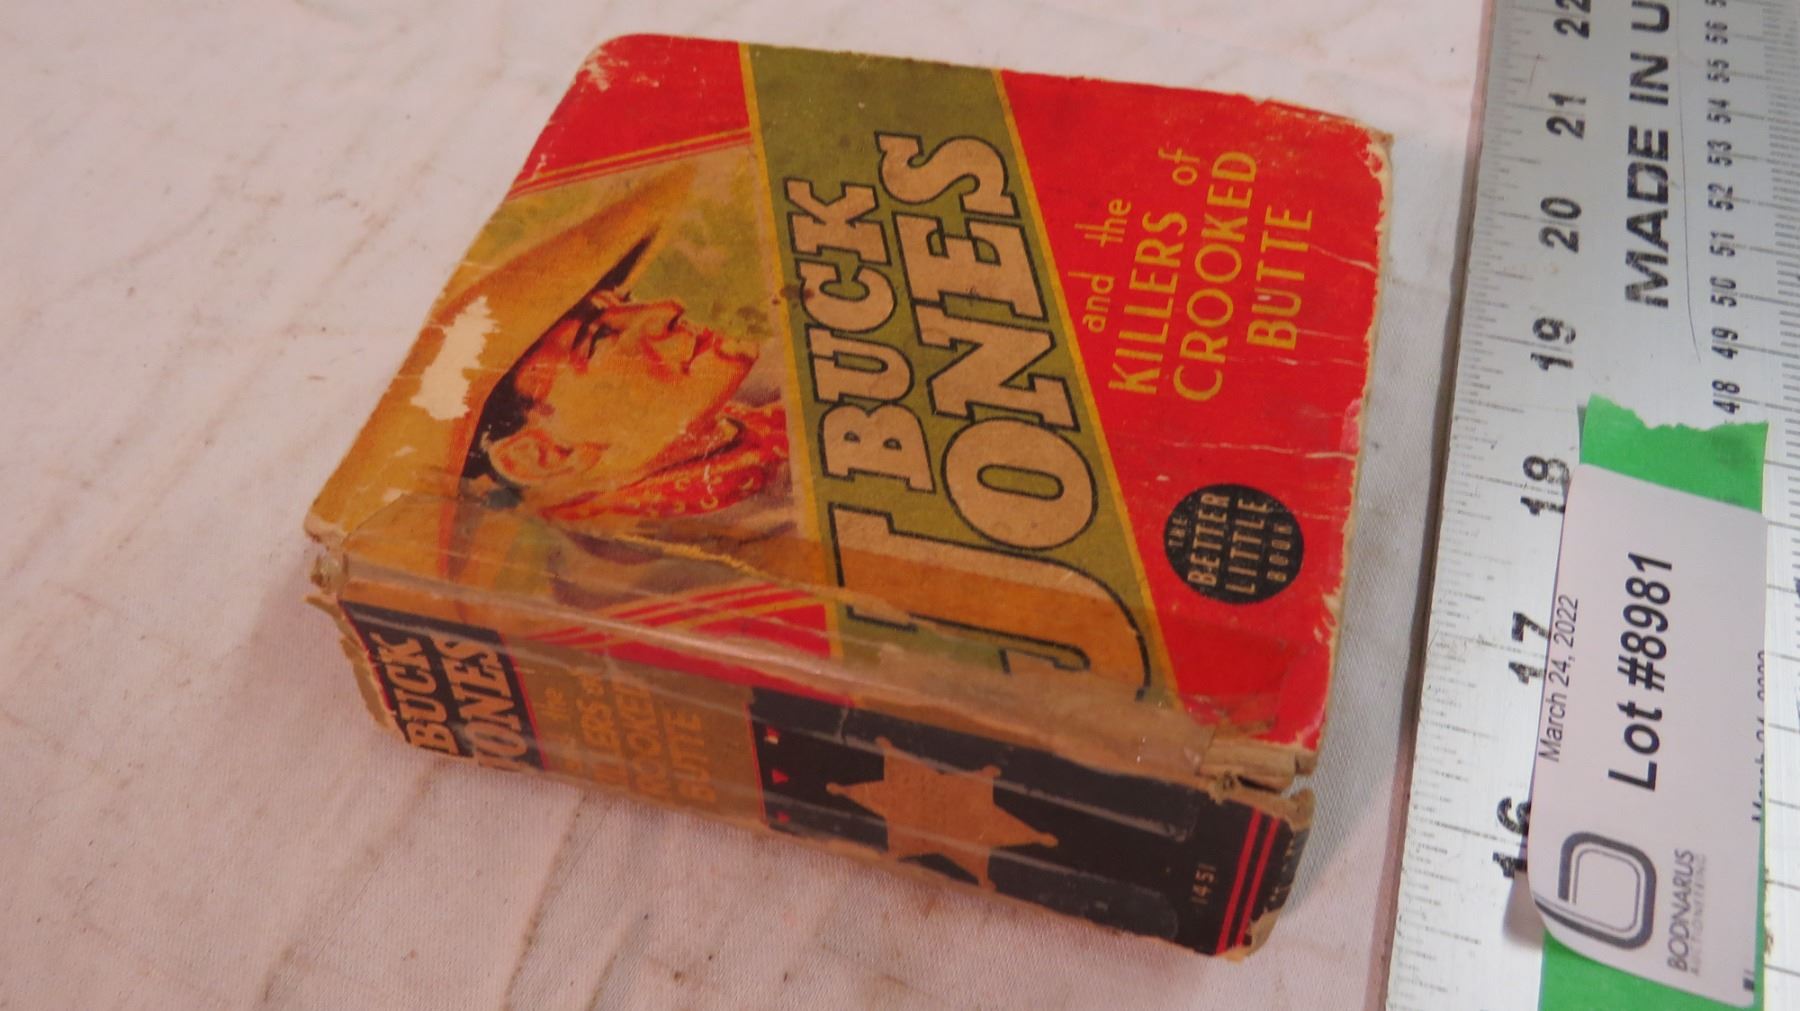 BUCK
JONES
and the
KILLERS of
CROOKED
BUTTE
THE
BETTER
LITTLE
BOOK
BUCK
JONES
the
BUTTE
1451
22
21
20
19
18
17
16
MADE IN U
56
55
54
53
52
51
50
49
48
March 24, 2022
Lot #8981
BODNARUS
AUCTIONEERING